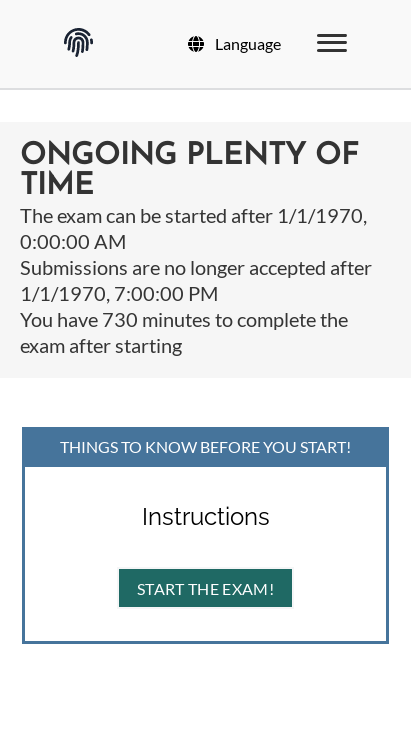 Language
ONGOING PLENTY OF
TIME
The exam can be started after 1/1/1970,
0:00:00 AM
Submissions are no longer accepted after
1/1/1970, 7:00:00 PM
You have 730 minutes to complete the
exam after starting
THINGS TO KNOW BEFORE YOU START!
Instructions
START THE EXAM!